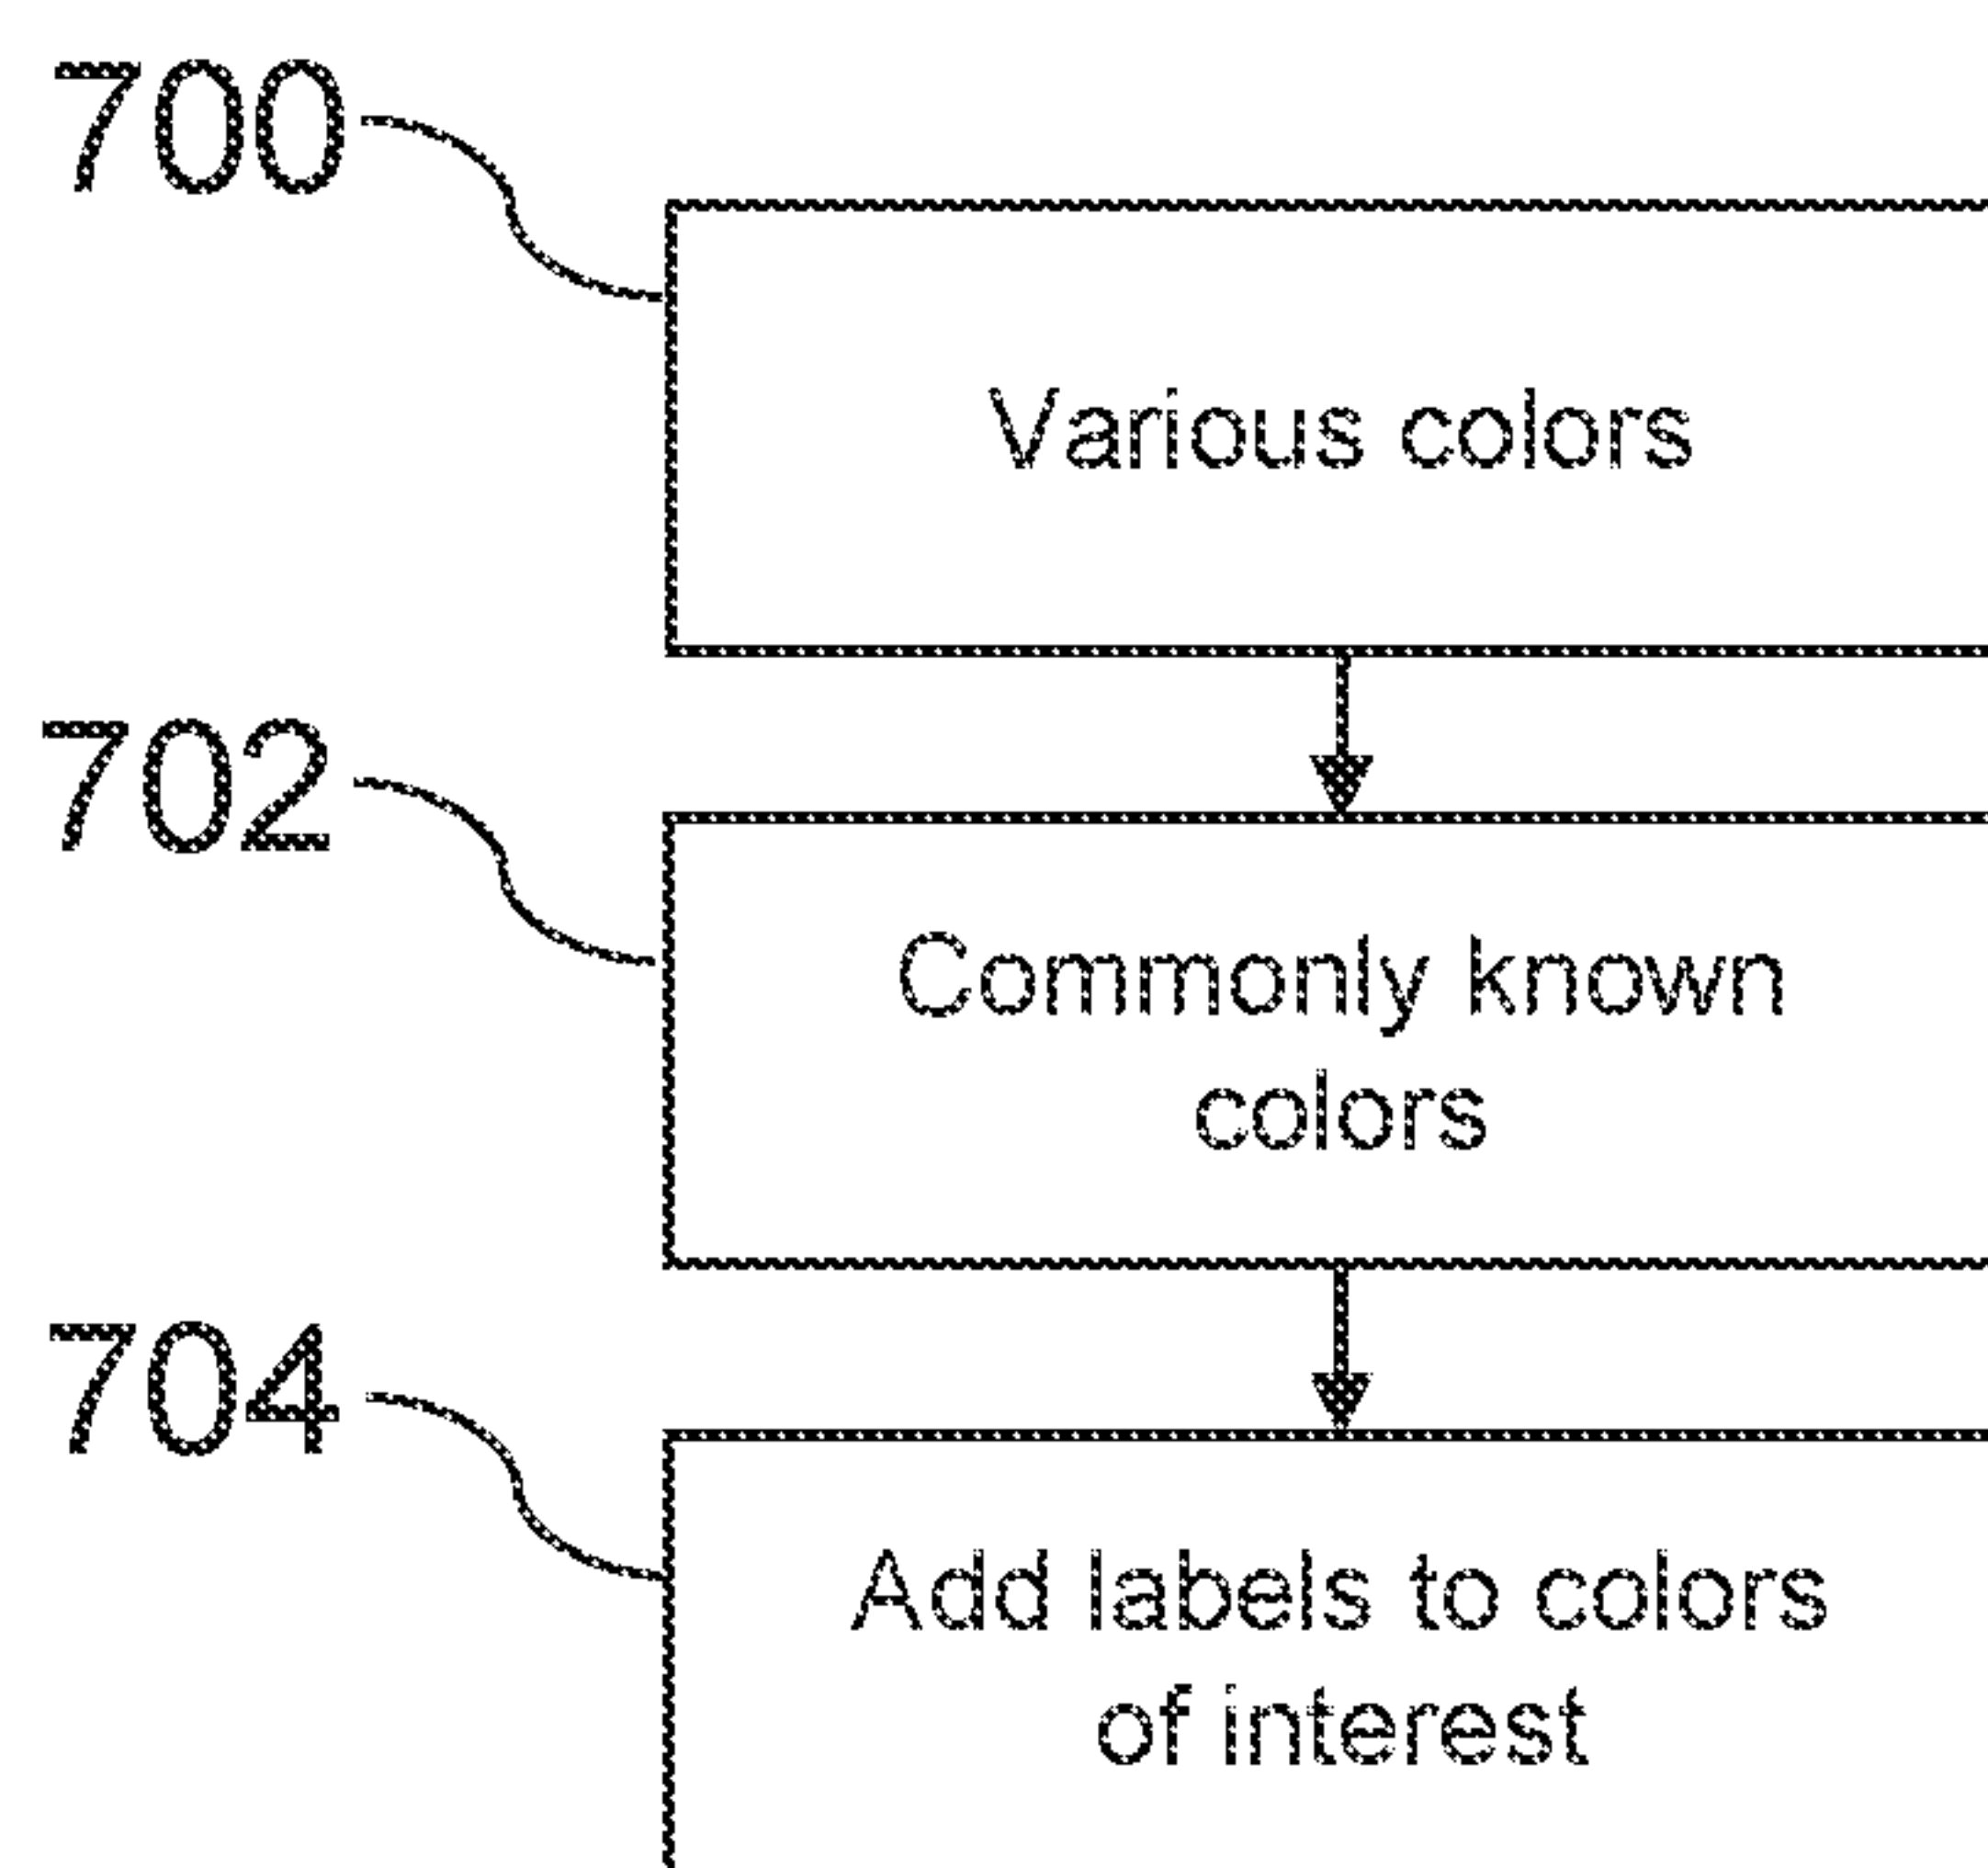 700
Various colors
702
Commonly known
colors
704
Add labels to colors
of interest